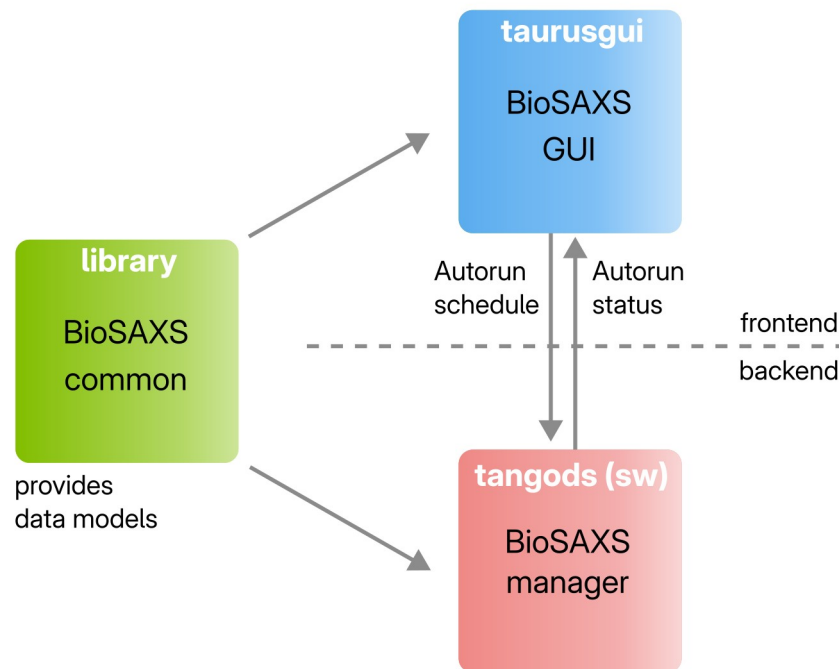 taurusgui
BioSAXS
GUI
library
BioSAXS
common
provides
data models
Autorun
schedule
Autorun
status
frontend
backend
tangods (sw)
BioSAXS
manager